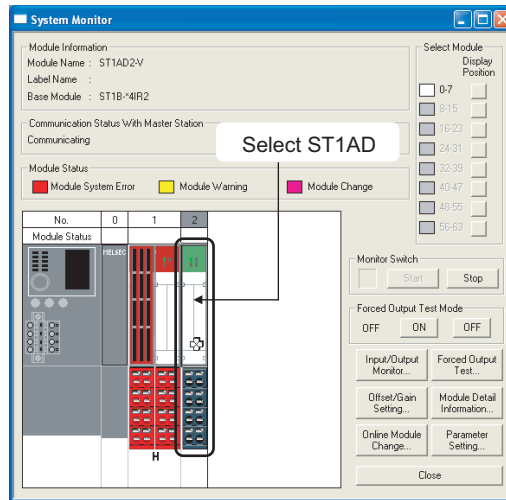 System Monitor
Module Information
Module Name : ST1AD2-V
Label Name :
Base Module : ST1B-*4IR2
Communication Status With Master Station
Communicating
Select ST1AD
Module Status
Module System Error
Module Warning
Module Change
No. 0 1 2
Module Status
MELSEC
H
Select Module
Display
Position
0-7
8-15
16-23
24-31
32-39
40-47
48-55
56-63
Monitor Switch
Start
Stop
Forced Output Test Mode
OFF
ON
OFF
Input/Output
Monitor...
Forced Output
Test...
Offset/Gain
Setting...
Module Detail
Information...
Online Module
Change...
Parameter
Setting...
Close